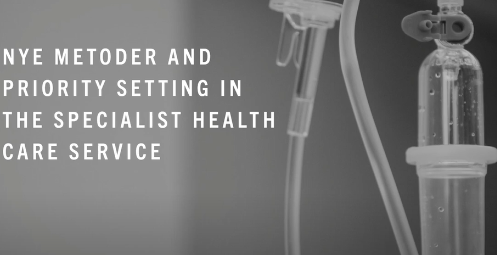 NYE METODER AND
PRIORITY SETTING IN
THE SPECIALIST HEALTH
CARE SERVICE